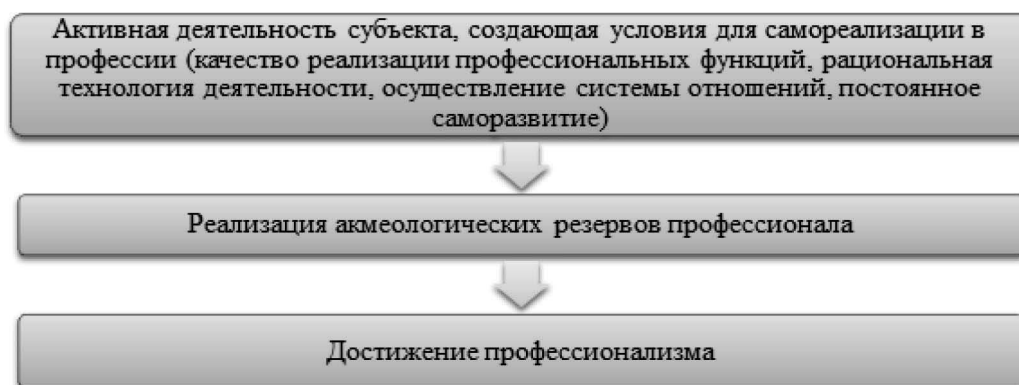 Активная деятельность субъекта, создающая условия для самореализации в
профессии (качество реализации профессиональных функций, рациональная
технология деятельности, осуществление системы отношений, постоянное
саморазвитие)
Реализация акмеологических резервов профессионала
Достижение профессионализма